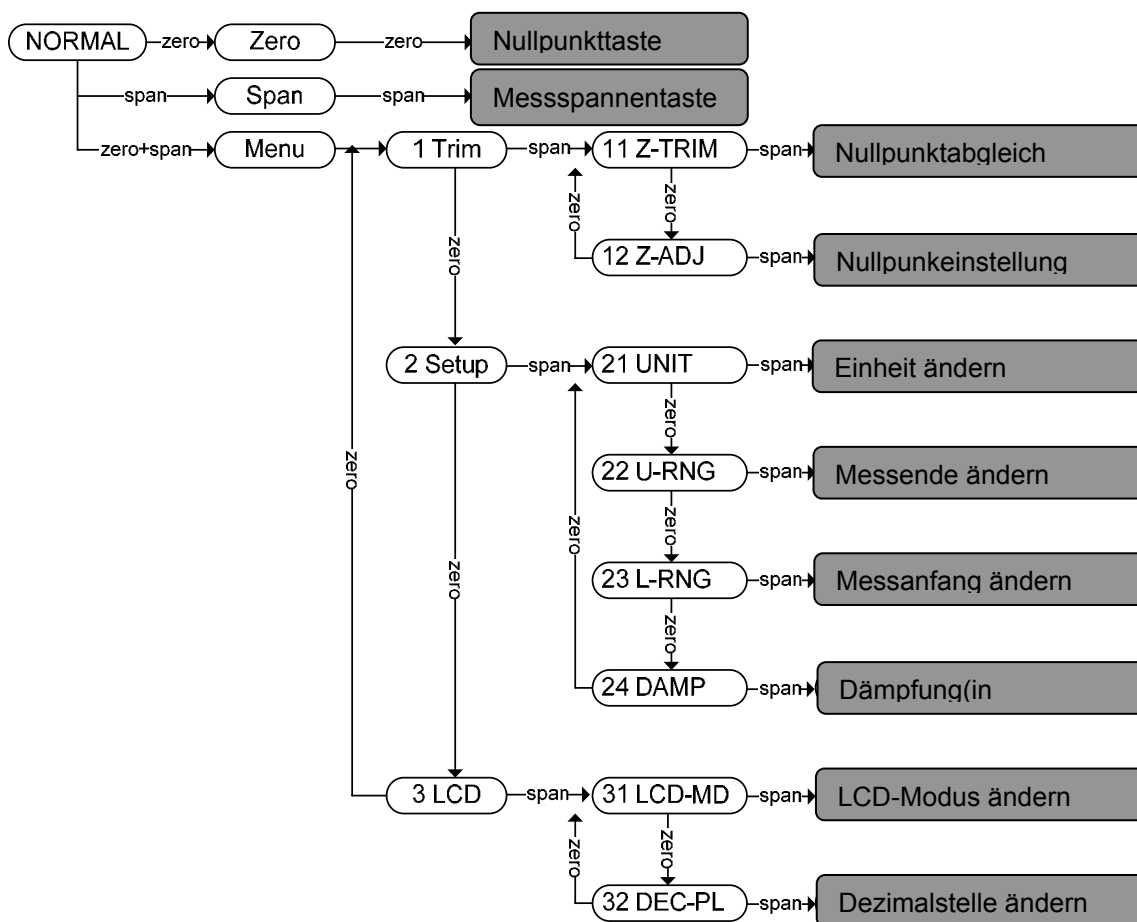 NORMAL zero Zero zero Nullpunkttaste
span Span span Messspannentaste
zero+span Menu 1 Trim span 11 Z-TRIM span Nullpunktabgleich
zero
zero
12 Z-ADJ span Nullpunkeinstellung
zero
2 Setup span 21 UNIT span Einheit ändern
zero
22 U-RNG span Messende ändern
zero
zero
zero
23 L-RNG span Messanfang ändern
zero
zero
24 DAMP span Dämpfung(in
3 LCD span 31 LCD-MD span LCD-Modus ändern
zero
zero
32 DEC-PL span Dezimalstelle ändern